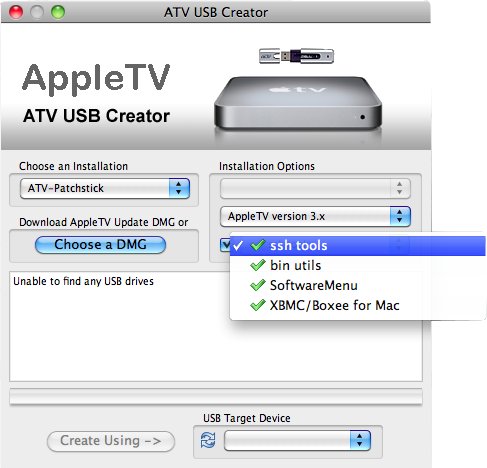 ATV USB Creator
AppleTV
ATV USB Creator
tv
Choose an Installation
ATV-Patchstick
Download AppleTV Update DMG or
Choose a DMG
Installation Options
AppleTV version 3.x
ssh tools
bin utils
SoftwareMenu
XBMC/Boxee for Mac
Unable to find any USB drives
USB Target Device
Create Using ->